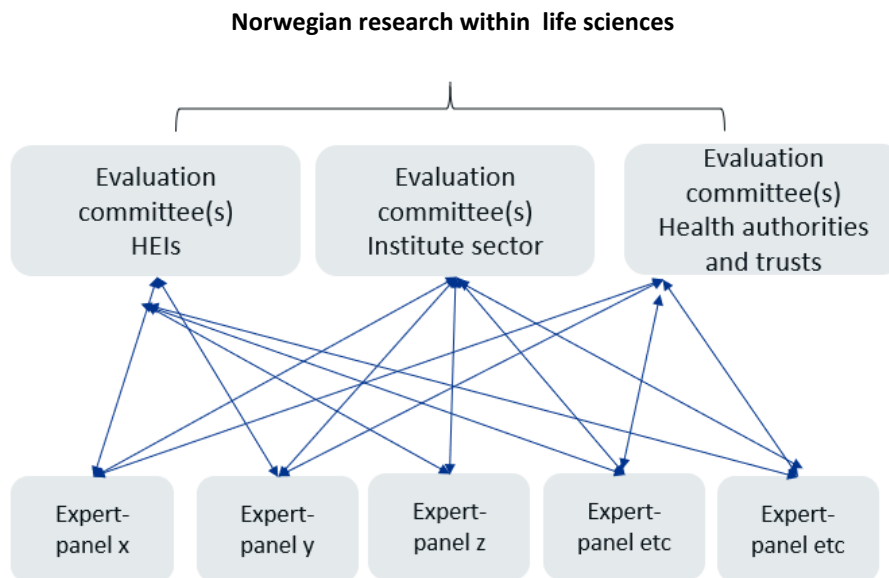 Norwegian research within life sciences
Evaluation
committee(s)
HEIs
Evaluation
committee(s)
Institute sector
Evaluation
committee(s)
Health authorities
and trusts
Expert-
panel x
Expert-
panel y
Expert-
panel z
Expert-
panel etc
Expert-
panel etc